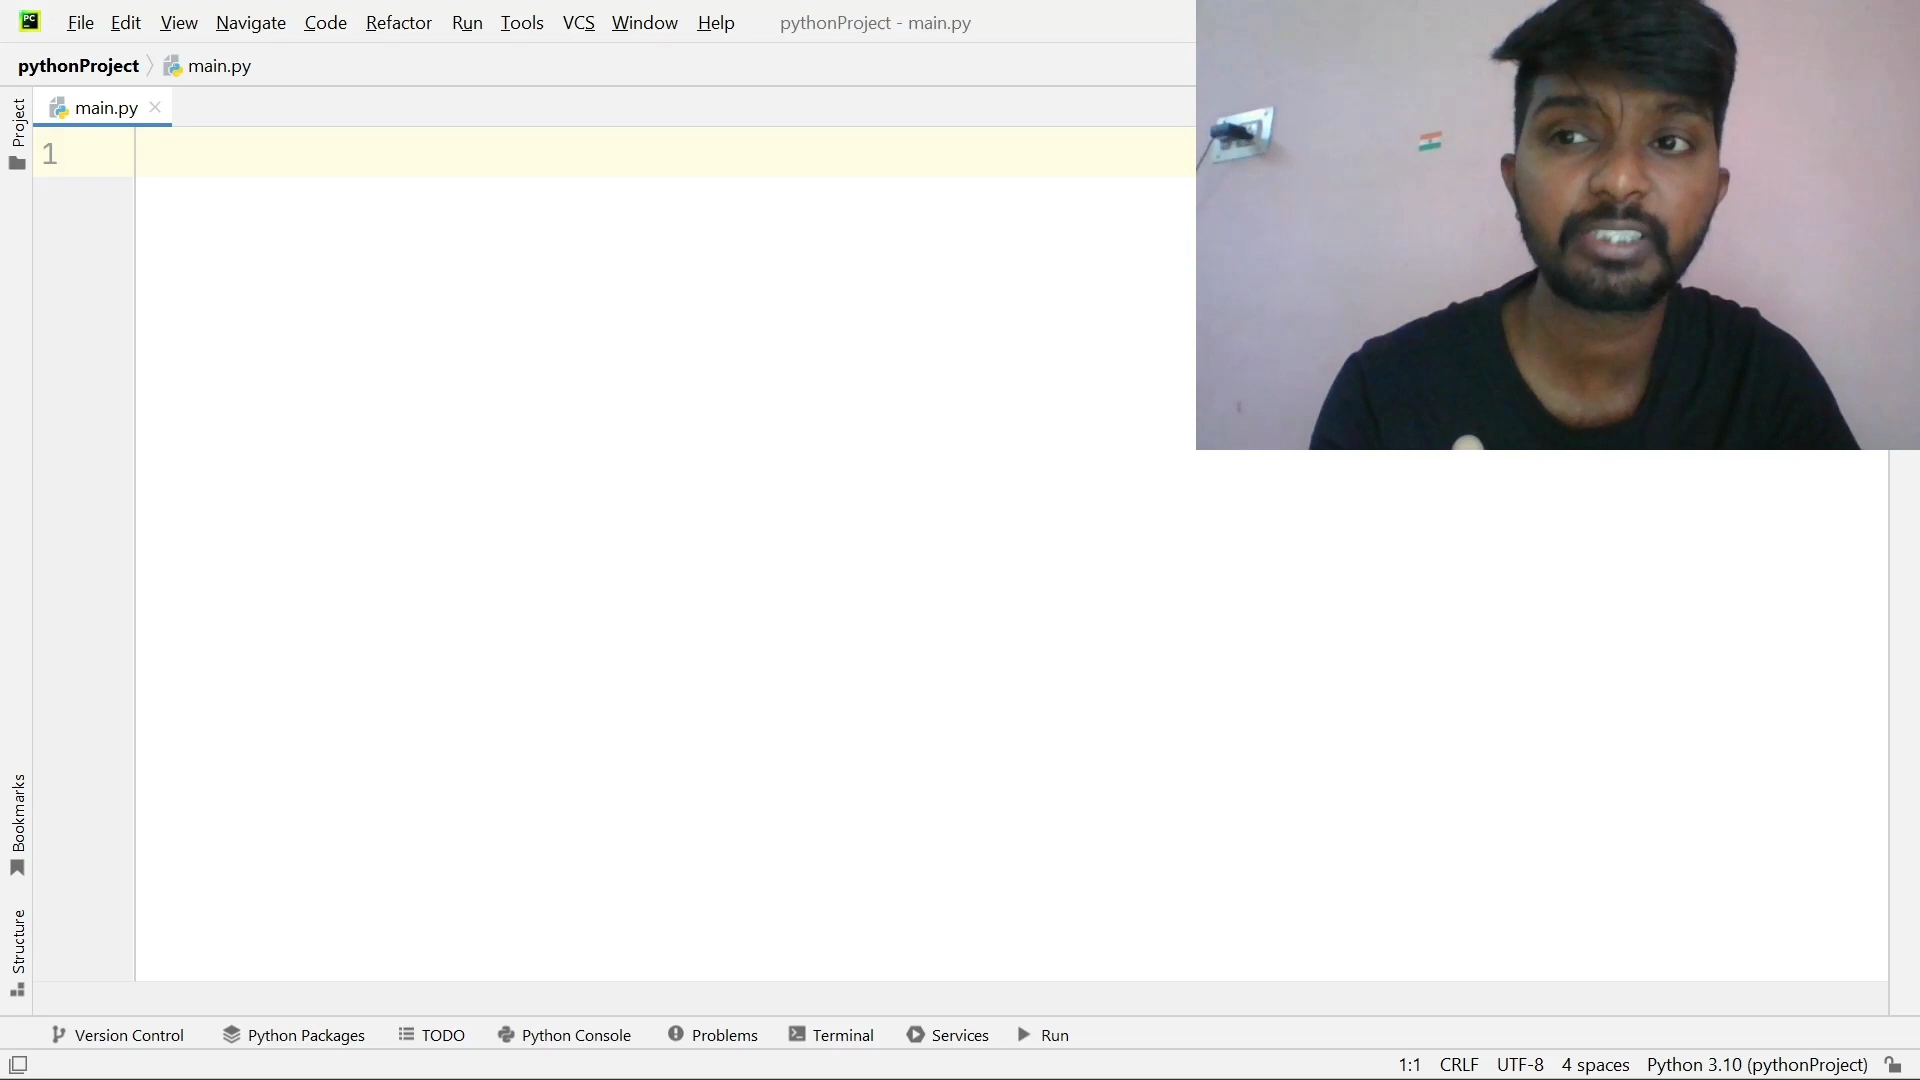 PC File Edit View Navigate Code Refactor Run Tools VCS Window Help pythonProject - main.py
pythonProject main.py
Project
main.py
1
Bookmarks
Structure
Version Control Python Packages TODO Python Console Problems Terminal Services Run
1:1 CRLF UTF-8 4 spaces Python 3.10 (pythonProject)